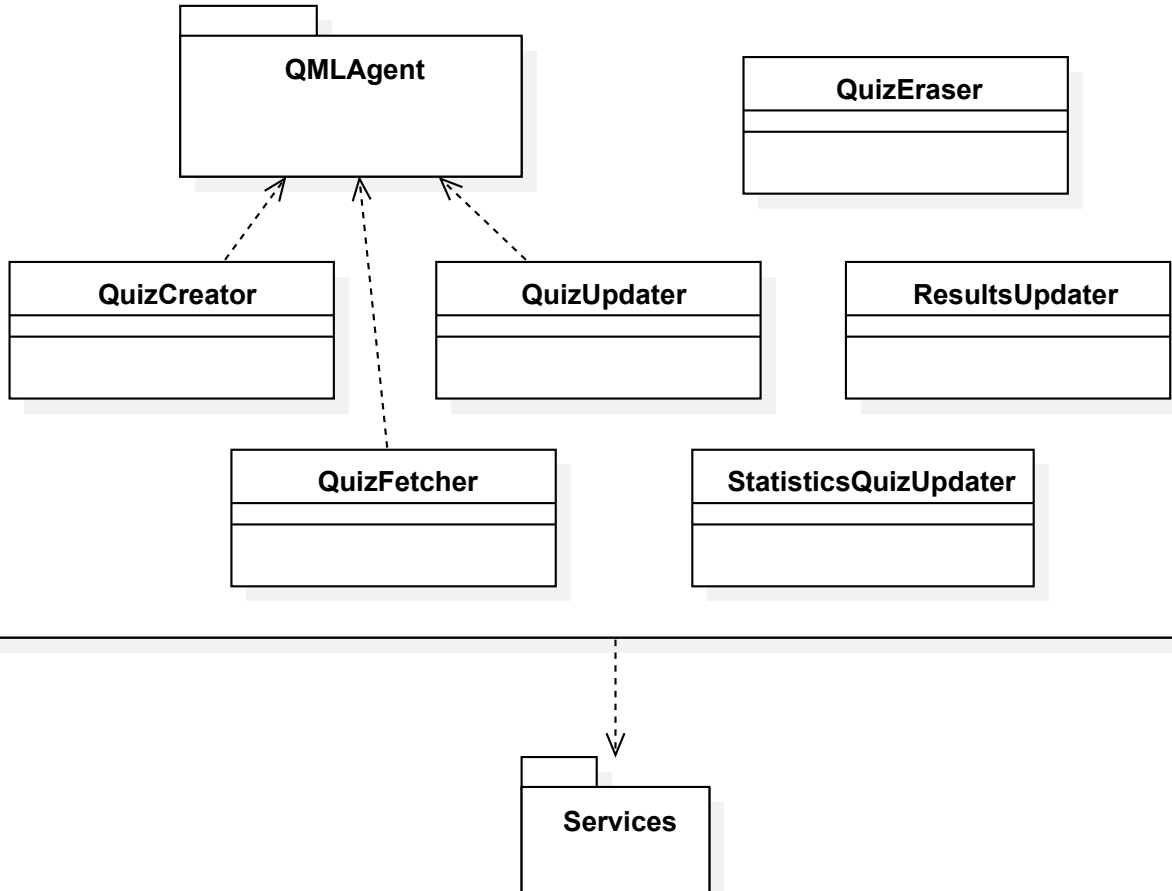 QMLAgent
QuizEraser
QuizCreator
QuizUpdater
ResultsUpdater
QuizFetcher
StatisticsQuizUpdater
Services